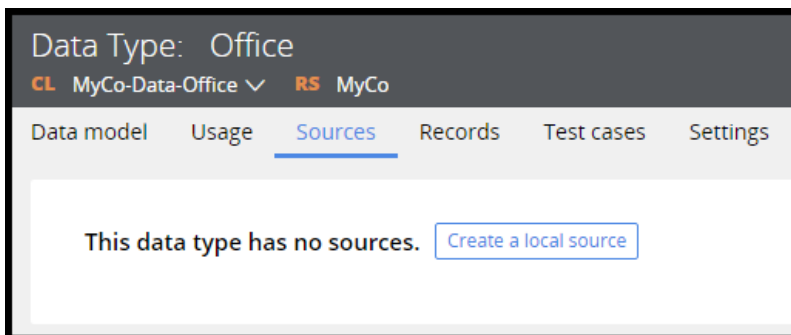 Data Type: Office
CL MyCo-Data-Office RS MyCo
Data model Usage Sources Records Test cases Settings
This data type has no sources. Create a local source